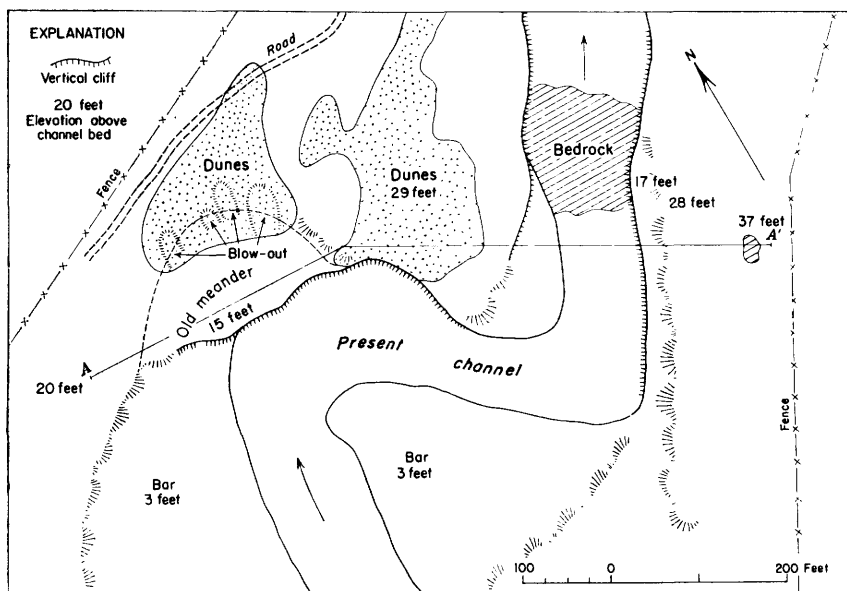 EXPLANATION
Vertical cliff
20 feet
Elevation above
channel bed
Road
Fence
Dunes
Dunes
29 feet
Bedrock
N
17 feet
28 feet
37 feet
A'
Blow-out
Old meander
15 feet
A
20 feet
Present
channel
Fence
Bar
3 feet
Bar
3 feet
100 0 200 Feet